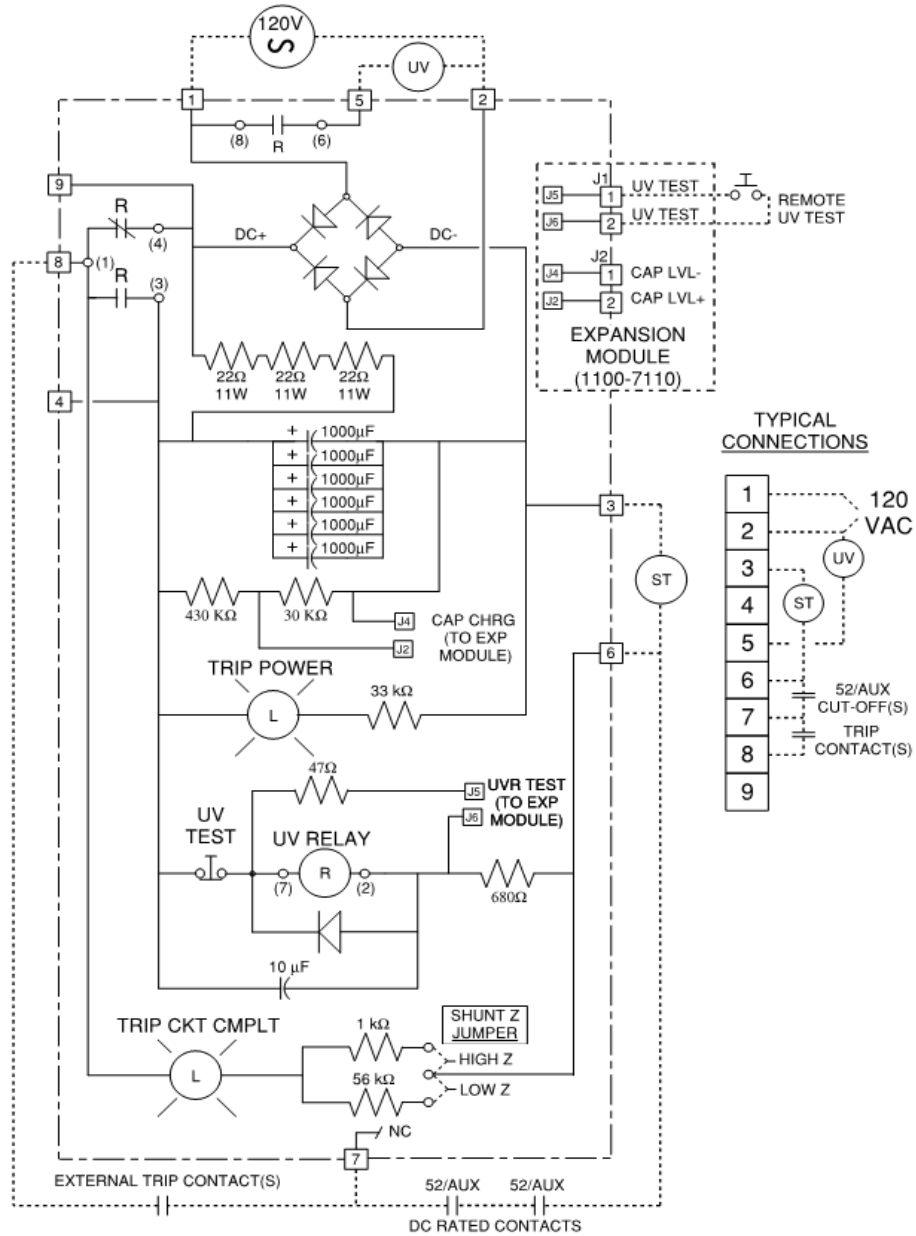 120V
UV
1
5
2
(8)
(6)
R
9
R
(4)
8
(1)
R
(3)
DC+
DC-
J1
J5
1
UV TEST
J6
2
UV TEST
REMOTE
UV TEST
J2
J4
1
CAP LVL-
J2
2
CAP LVL+
EXPANSION
MODULE
(1100-7110)
22Ω
11W
22Ω
11W
22Ω
11W
4
+ 1000µF
+ 1000µF
+ 1000µF
+ 1000µF
+ 1000µF
+ 1000µF
3
ST
430 KΩ
30 KΩ
J4
J2
CAP CHRG
(TO EXP
MODULE)
6
TRIP POWER
L
33 kΩ
47Ω
J5
J6
UVR TEST
(TO EXP
MODULE)
UV
TEST
UV RELAY
(7)
R
(2)
680Ω
10 µF
TRIP CKT CMPLT
L
1 kΩ
56 kΩ
SHUNT Z
JUMPER
HIGH Z
LOW Z
NC
7
EXTERNAL TRIP CONTACT(S)
52/AUX
52/AUX
DC RATED CONTACTS
TYPICAL
CONNECTIONS
1
2
3
4
5
6
7
8
9
120
VAC
UV
ST
52/AUX
CUT-OFF(S)
TRIP
CONTACT(S)